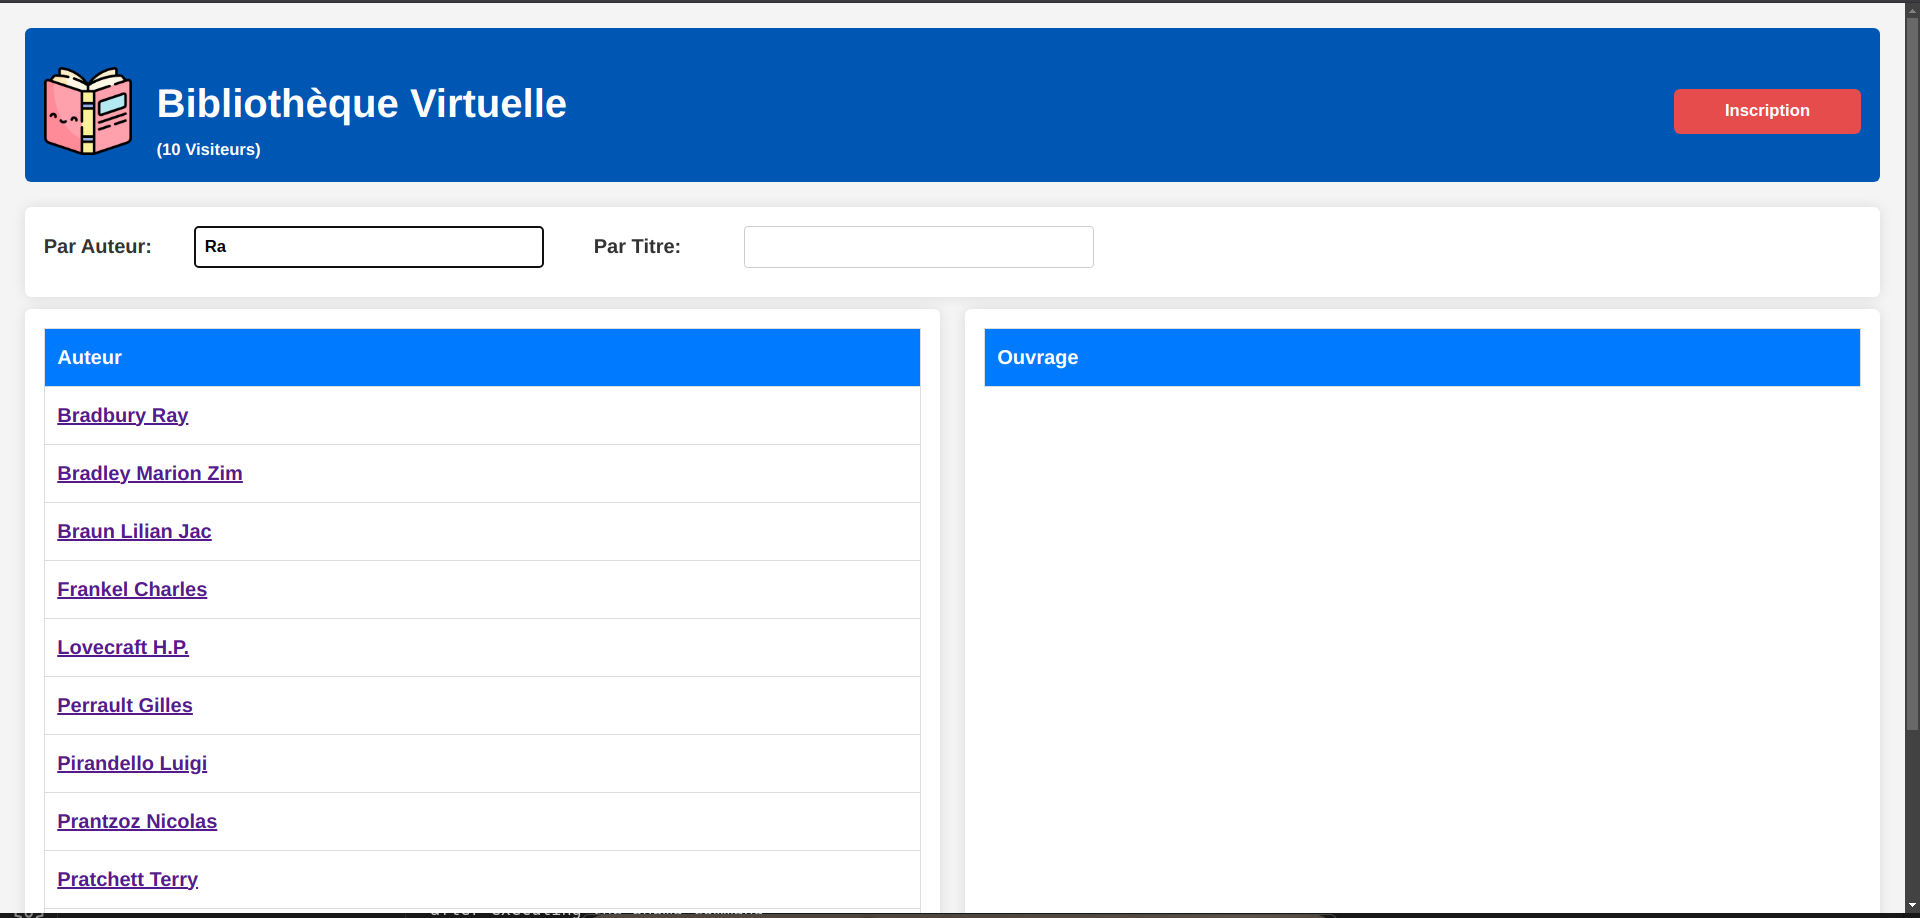 Bibliothèque Virtuelle
(10 Visiteurs)
Inscription
Par Auteur:
Ra
Par Titre:
Auteur
Bradbury Ray
Bradley Marion Zim
Braun Lilian Jac
Frankel Charles
Lovecraft H.P.
Perrault Gilles
Pirandello Luigi
Prantzoz Nicolas
Pratchett Terry
Ouvrage